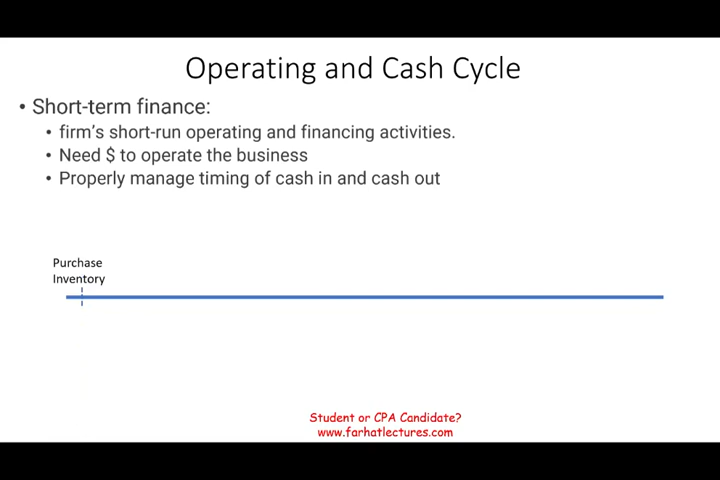 Operating and Cash Cycle
• Short-term finance:
• firm's short-run operating and financing activities.
• Need $ to operate the business
• Properly manage timing of cash in and cash out
Purchase
Inventory
Student or CPA Candidate?
www.farhatlectures.com